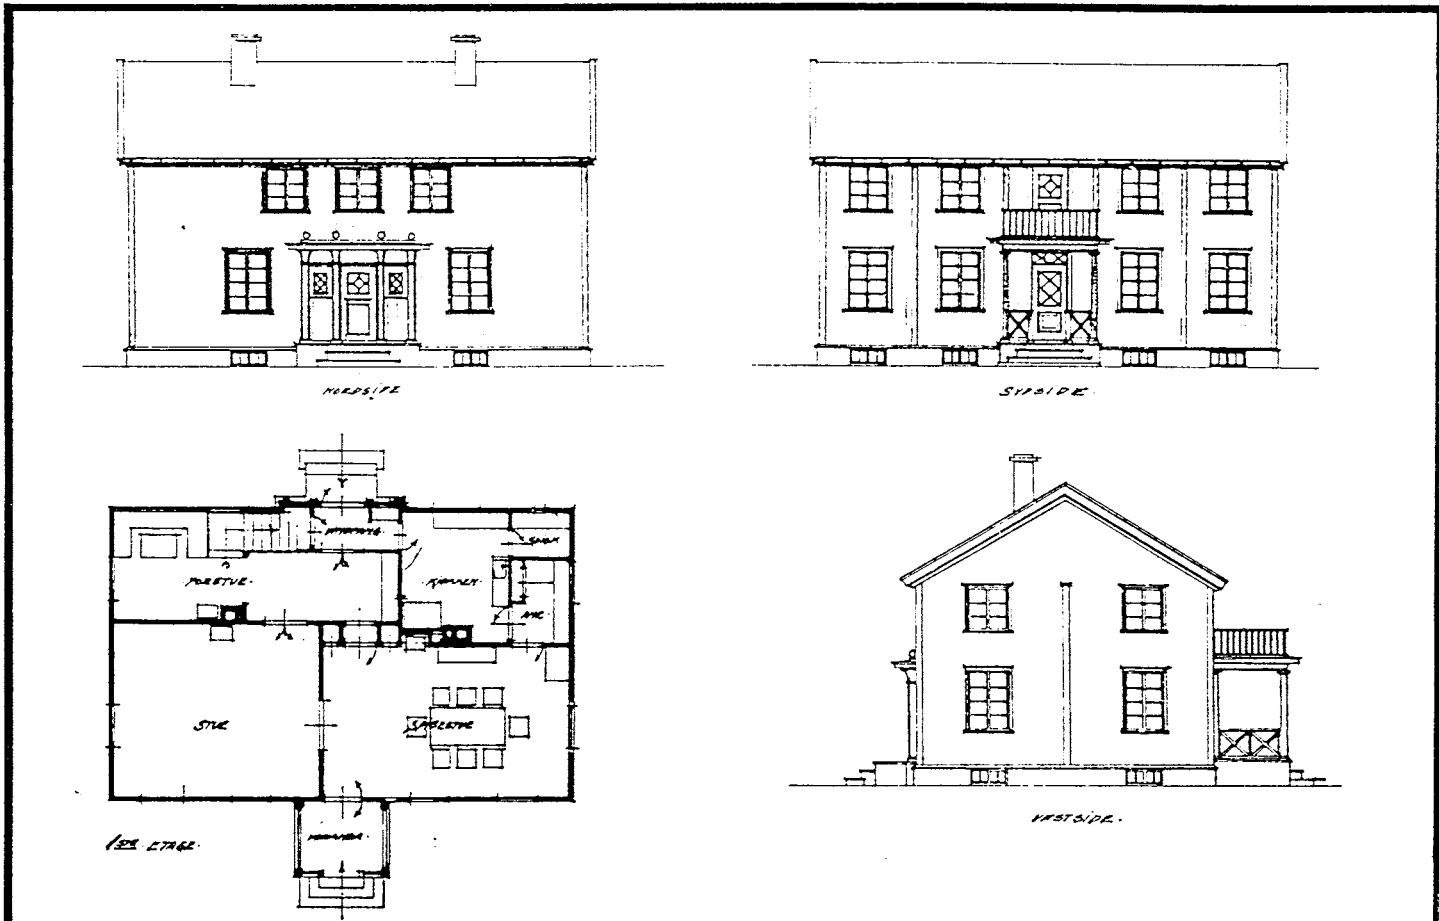 NORDSIDE
SYDSIDE.
FORSTUE.
KJØKKEN.
STUE
SPISESTUE
VERANDA.
1STE ETAGE.
VESTSIDE.